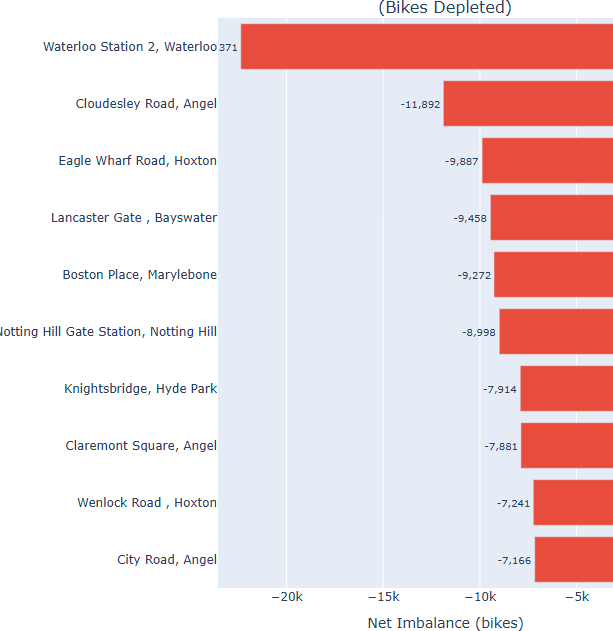 (Bikes Depleted)
Waterloo Station 2, Waterloo 371
Cloudesley Road, Angel -11,892
Eagle Wharf Road, Hoxton -9,887
Lancaster Gate , Bayswater -9,458
Boston Place, Marylebone -9,272
Notting Hill Gate Station, Notting Hill -8,998
Knightsbridge, Hyde Park -7,914
Claremont Square, Angel -7,881
Wenlock Road , Hoxton -7,241
City Road, Angel -7,166
−20k −15k −10k −5k
Net Imbalance (bikes)